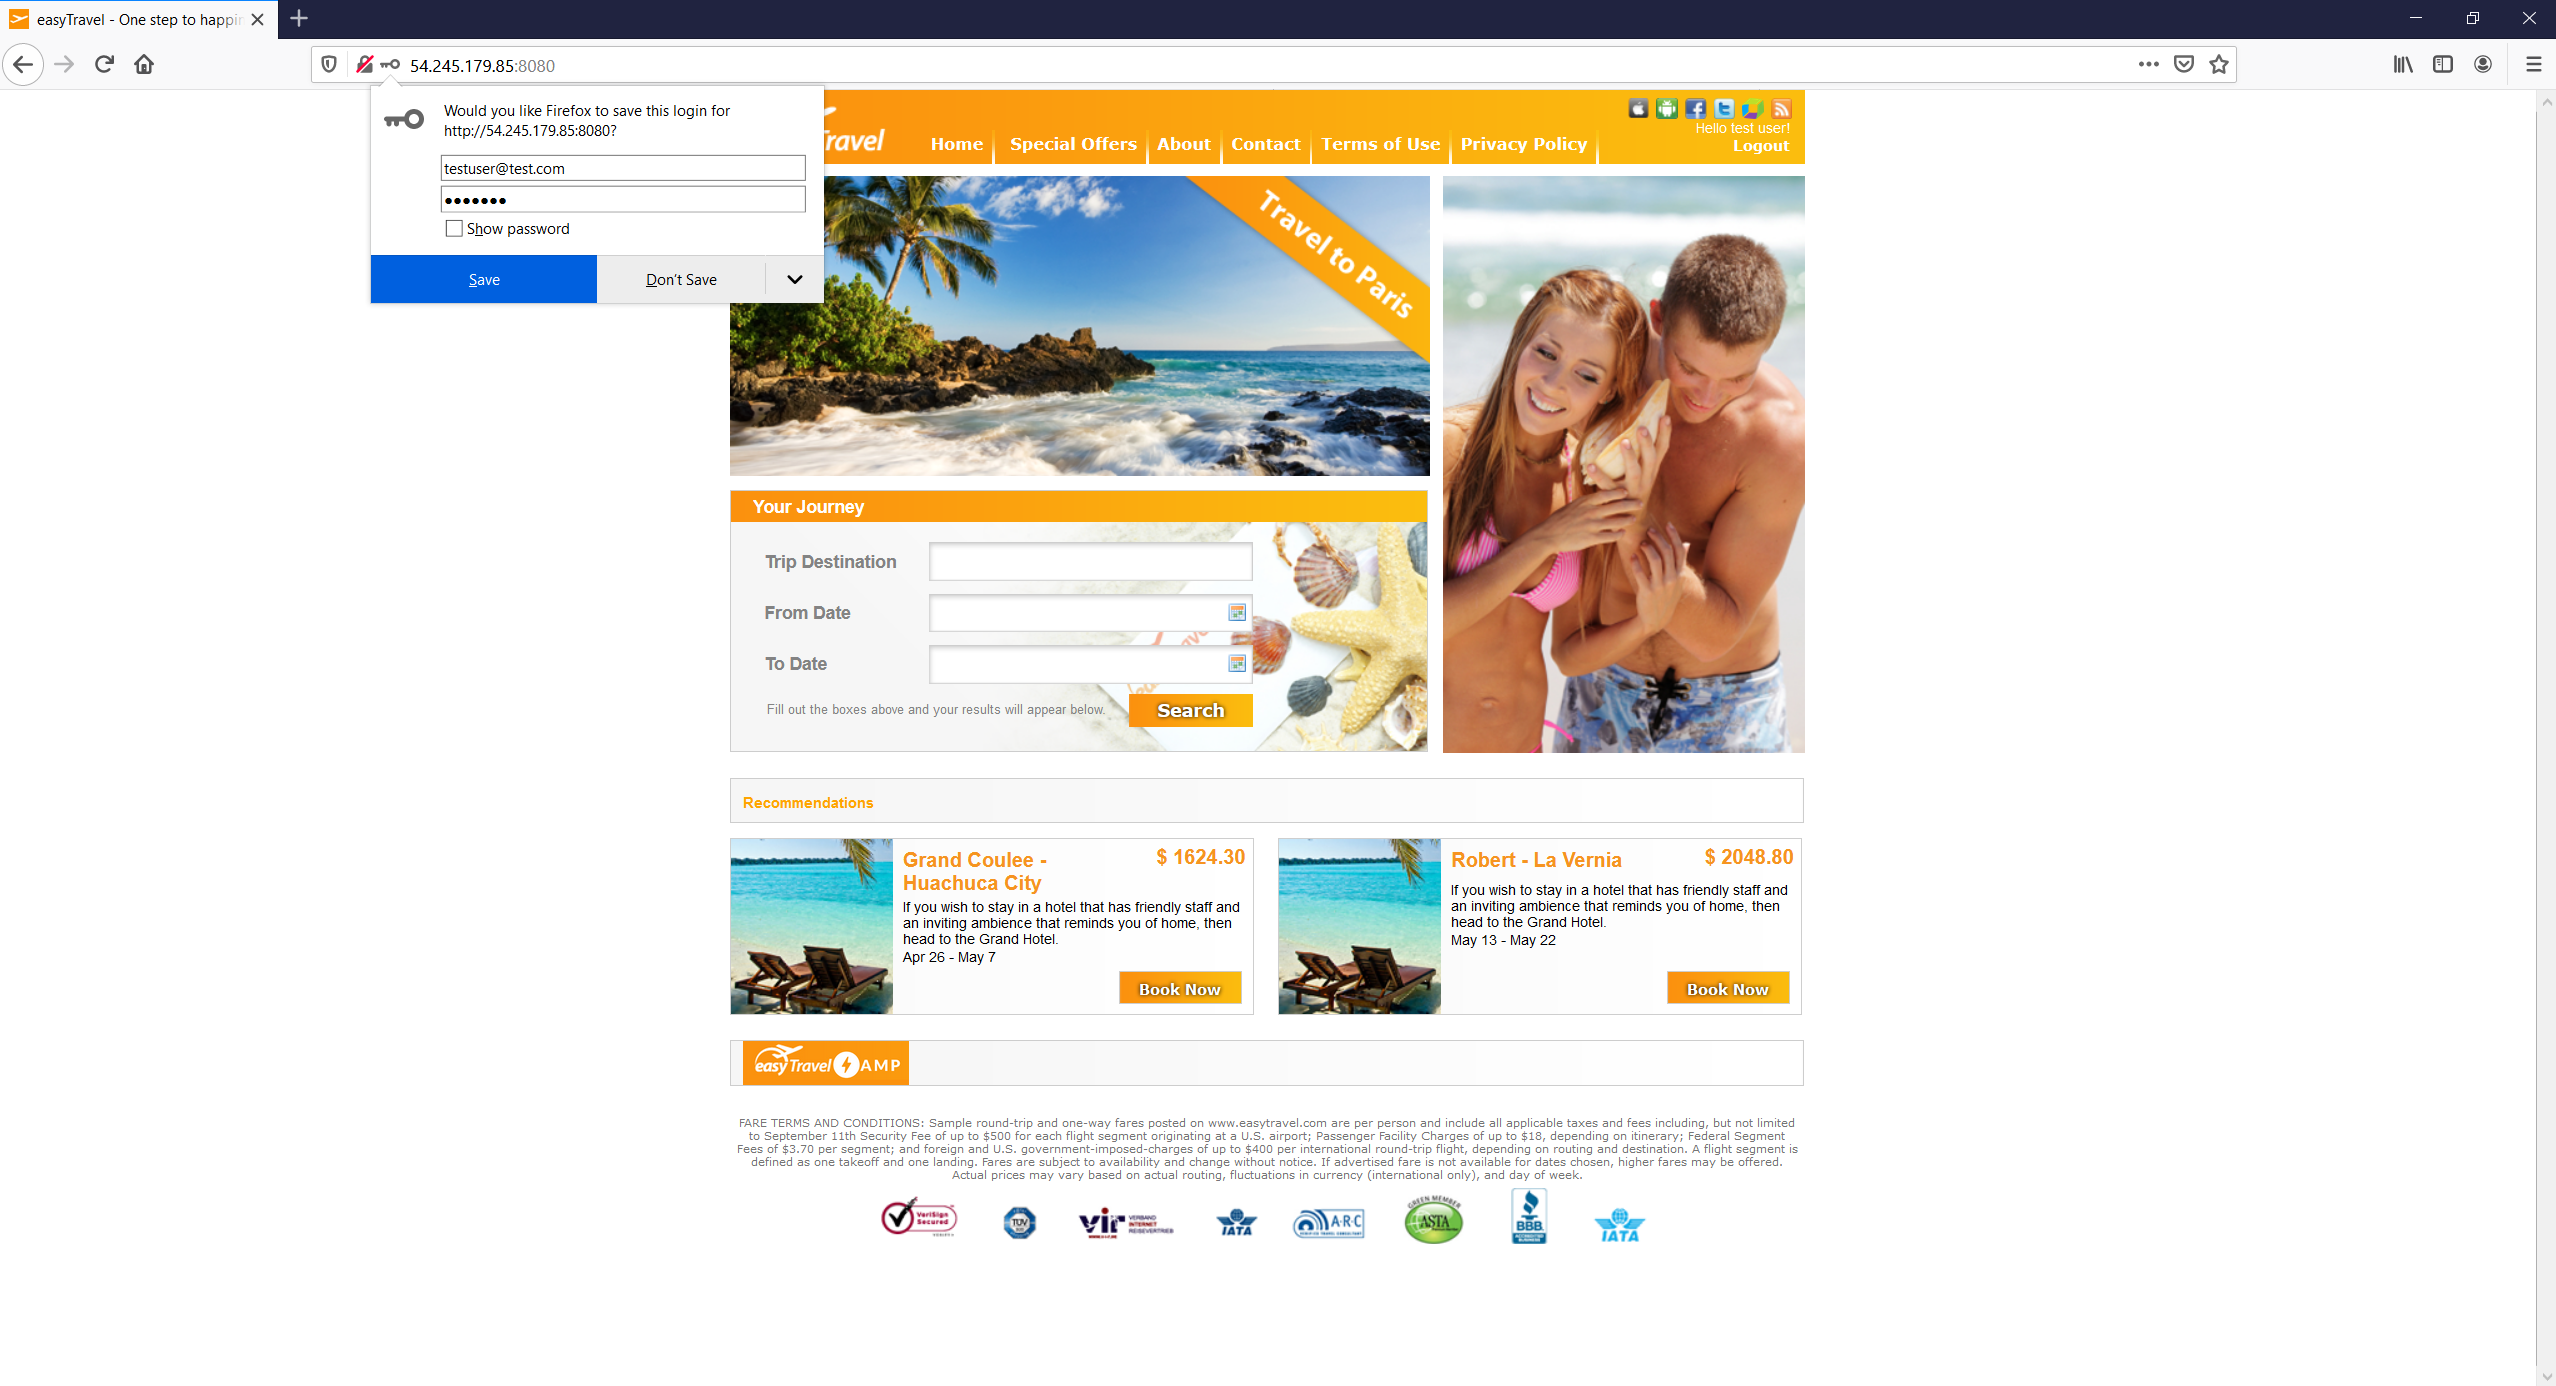 easyTravel - One step to happin
54.245.179.85:8080
Would you like Firefox to save this login for
http://54.245.179.85:8080?
testuser@test.com
Show password
Save
Don't Save
Travel
Home
Special Offers
About
Contact
Terms of Use
Privacy Policy
Hello test user!
Logout
Travel to Paris
Your Journey
Trip Destination
From Date
To Date
Fill out the boxes above and your results will appear below.
Search
Recommendations
Grand Coulee -
Huachuca City
$ 1624.30
If you wish to stay in a hotel that has friendly staff and
an inviting ambience that reminds you of home, then
head to the Grand Hotel.
Apr 26 - May 7
Book Now
Robert - La Vernia
$ 2048.80
If you wish to stay in a hotel that has friendly staff and
an inviting ambience that reminds you of home, then
head to the Grand Hotel.
May 13 - May 22
Book Now
easyTravel AMP
FARE TERMS AND CONDITIONS: Sample round-trip and one-way fares posted on www.easytravel.com are per person and include all applicable taxes and fees including, but not limited
to September 11th Security Fee of up to $500 for each flight segment originating at a U.S. airport; Passenger Facility Charges of up to $18, depending on itinerary; Federal Segment
Fees of $3.70 per segment; and foreign and U.S. government-imposed-charges of up to $400 per international round-trip flight, depending on routing and destination. A flight segment is
defined as one takeoff and one landing. Fares are subject to availability and change without notice. If advertised fare is not available for dates chosen, higher fares may be offered.
Actual prices may vary based on actual routing, fluctuations in currency (international only), and day of week.
VeriSign
Secured
TÜV
vir
VERBAND
INTERNET
REISEVERTRIEB
IATA
A·R·C
GREEN MEMBER
ASTA
BBB
ACCREDITED
BUSINESS
IATA